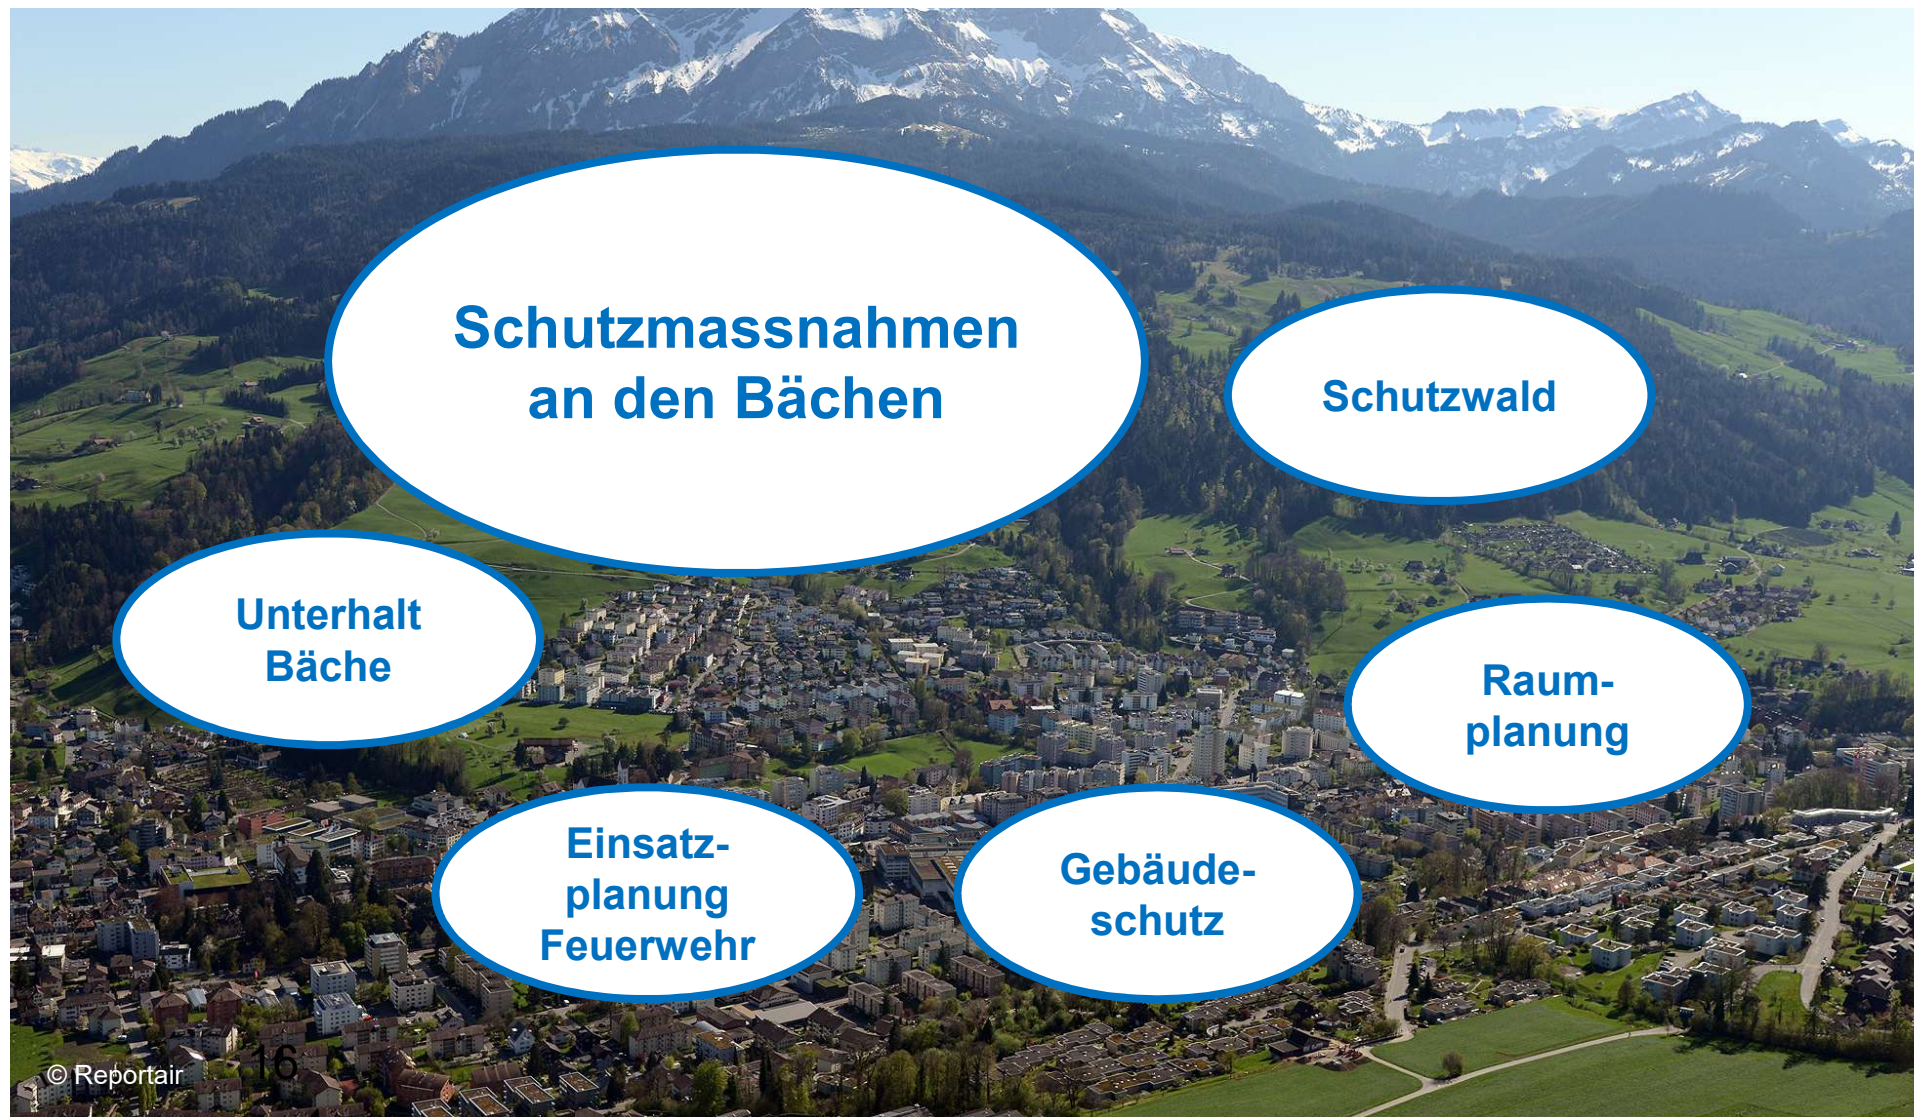 Schutzmassnahmen
an den Bächen
Schutzwald
Unterhalt
Bäche
Raum-
planung
Einsatz-
planung
Feuerwehr
Gebäude-
schutz
© Reportair
16